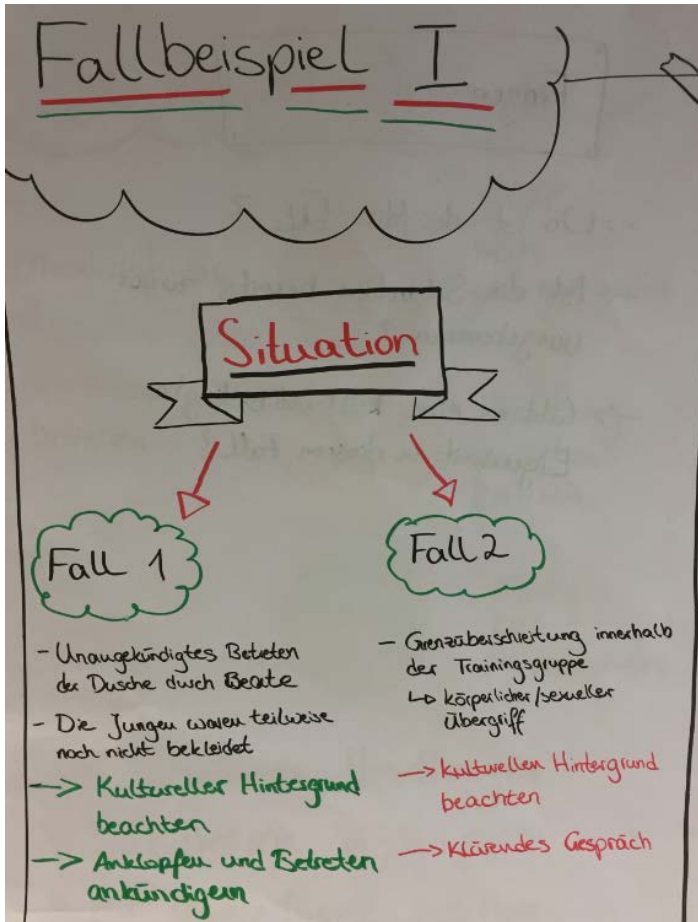 Fallbeispiel I
Situation
Fall 1
- Unangekündigtes Betreten
der Dusche durch Beate
- Die Jungen waren teilweise
noch nicht bekleidet
-> Kultureller Hintergrund
beachten
-> Anklopfen und Betreten
ankündigen
Fall 2
- Grenzüberschreitung innerhalb
der Trainingsgruppe
↳ körperlicher/sexueller
Übergriff
-> kulturellen Hintergrund
beachten
-> Klärendes Gespräch